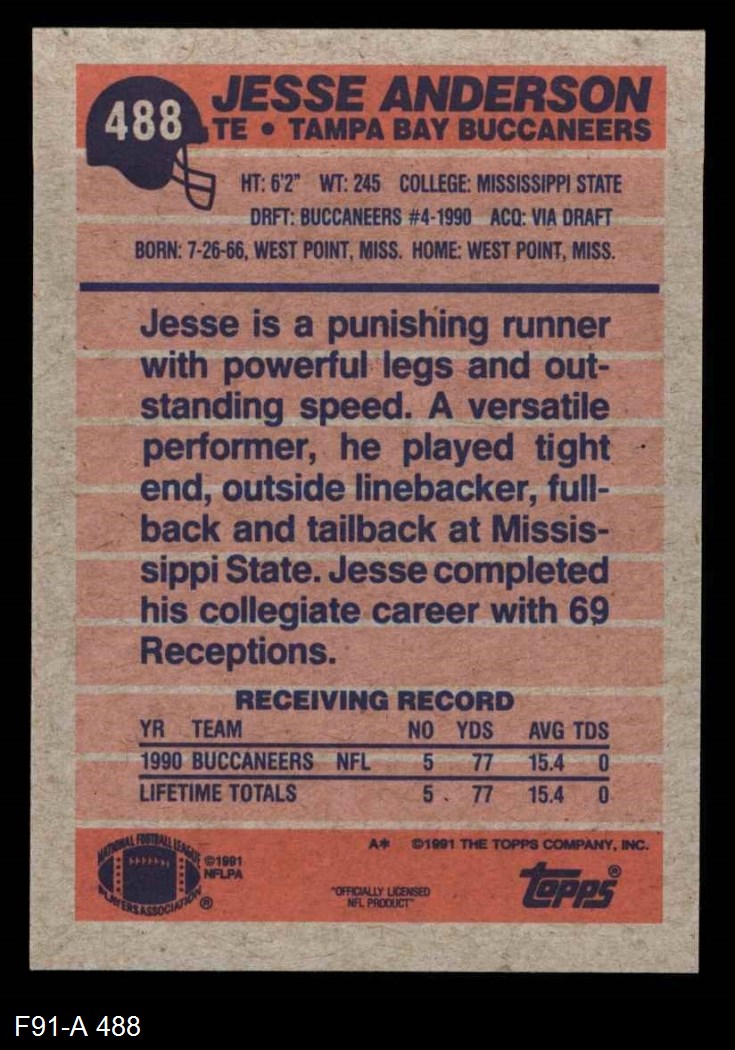 488
JESSE ANDERSON
TE • TAMPA BAY BUCCANEERS
HT: 6'2" WT: 245 COLLEGE: MISSISSIPPI STATE
DRFT: BUCCANEERS #4-1990 ACQ: VIA DRAFT
BORN: 7-26-66, WEST POINT, MISS. HOME: WEST POINT, MISS.
Jesse is a punishing runner
with powerful legs and out-
standing speed. A versatile
performer, he played tight
end, outside linebacker, full-
back and tailback at Missis-
sippi State. Jesse completed
his collegiate career with 69
Receptions.
RECEIVING RECORD
YR TEAM NO YDS AVG TDS
1990 BUCCANEERS NFL 5 77 15.4 0
LIFETIME TOTALS 5 77 15.4 0
NATIONAL FOOTBALL LEAGUE
PLAYERS ASSOCIATION ®
©1991
NFLPA
A* ©1991 THE TOPPS COMPANY, INC.
"OFFICIALLY LICENSED
NFL PRODUCT"
topps®
F91-A 488